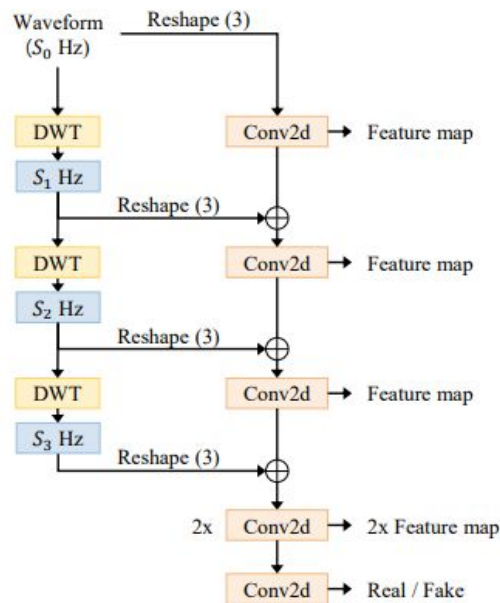 Waveform
(S₀ Hz)
Reshape (3)
DWT
Conv2d
Feature map
S₁ Hz
Reshape (3)
DWT
Conv2d
Feature map
S₂ Hz
Reshape (3)
DWT
Conv2d
Feature map
S₃ Hz
Reshape (3)
2x
Conv2d
2x Feature map
Conv2d
Real / Fake